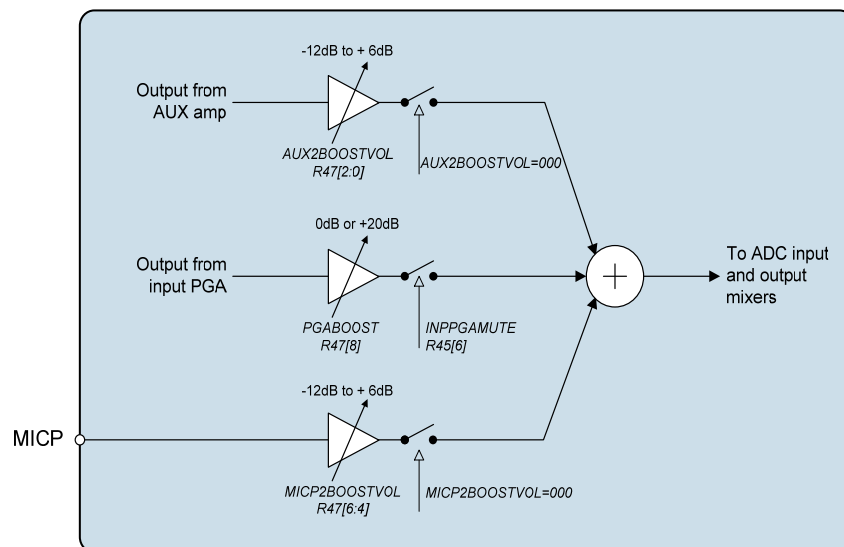 -12dB to + 6dB
Output from
AUX amp
AUX2BOOSTVOL
R47[2:0]
AUX2BOOSTVOL=000
0dB or +20dB
Output from
input PGA
PGABOOST
R47[8]
INPPGAMUTE
R45[6]
+
To ADC input
and output
mixers
-12dB to + 6dB
MICP
MICP2BOOSTVOL
R47[6:4]
MICP2BOOSTVOL=000